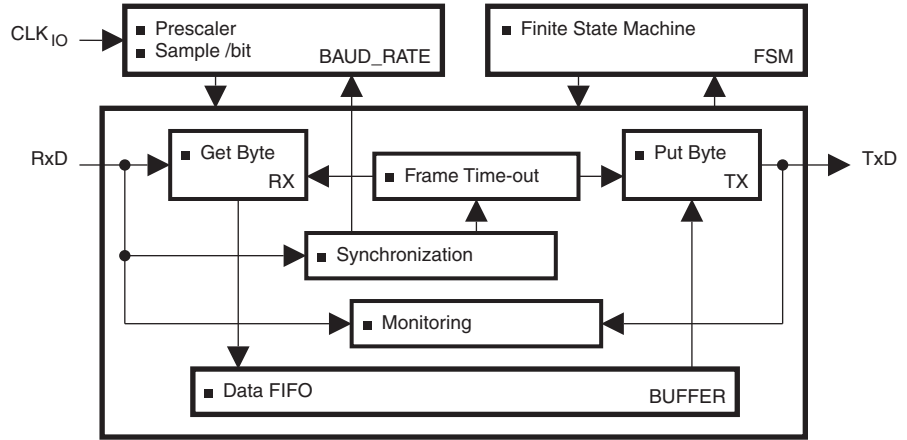 CLK IO
■ Prescaler
■ Sample /bit
BAUD_RATE
■ Finite State Machine
FSM
RxD
■ Get Byte
RX
■ Frame Time-out
■ Put Byte
TX
TxD
■ Synchronization
■ Monitoring
■ Data FIFO
BUFFER